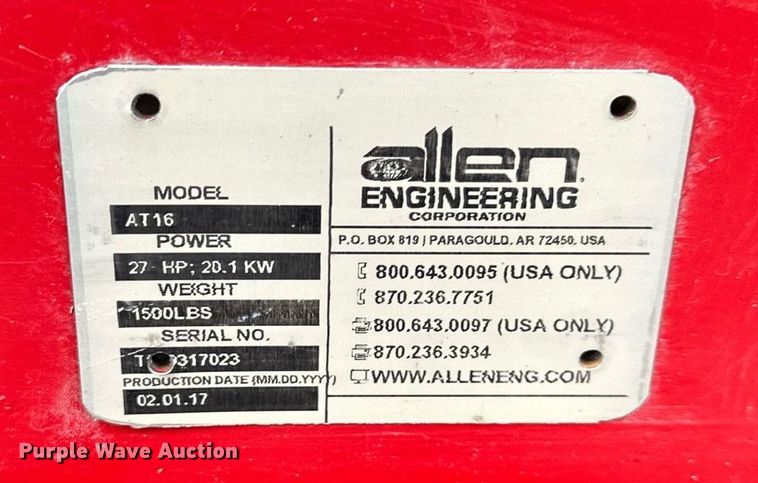 MODEL
AT16
POWER
27 HP; 20.1 KW
WEIGHT
1500LBS
SERIAL NO.
PRODUCTION DATE (MM.DD.YYYY)
02.01.17
allen
ENGINEERING
CORPORATION
P.O. BOX 819 / PARAGOULD, AR 72450, USA
800.643.0095 (USA ONLY)
870.236.7751
800.643.0097 (USA ONLY)
870.236.3934
WWW.ALLENENG.COM
Purple Wave Auction